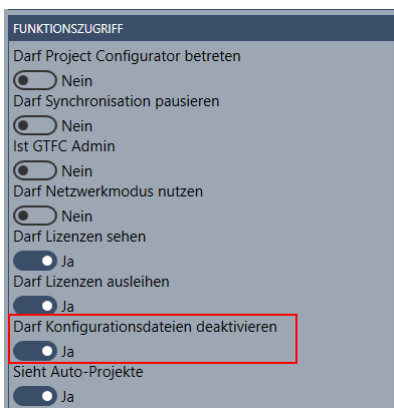 FUNKTIONSZUGRIFF
Darf Project Configurator betreten
Nein
Darf Synchronisation pausieren
Nein
Ist GTFC Admin
Nein
Darf Netzwerkmodus nutzen
Nein
Darf Lizenzen sehen
Ja
Darf Lizenzen ausleihen
Ja
Darf Konfigurationsdateien deaktivieren
Ja
Sieht Auto-Projekte
Ja